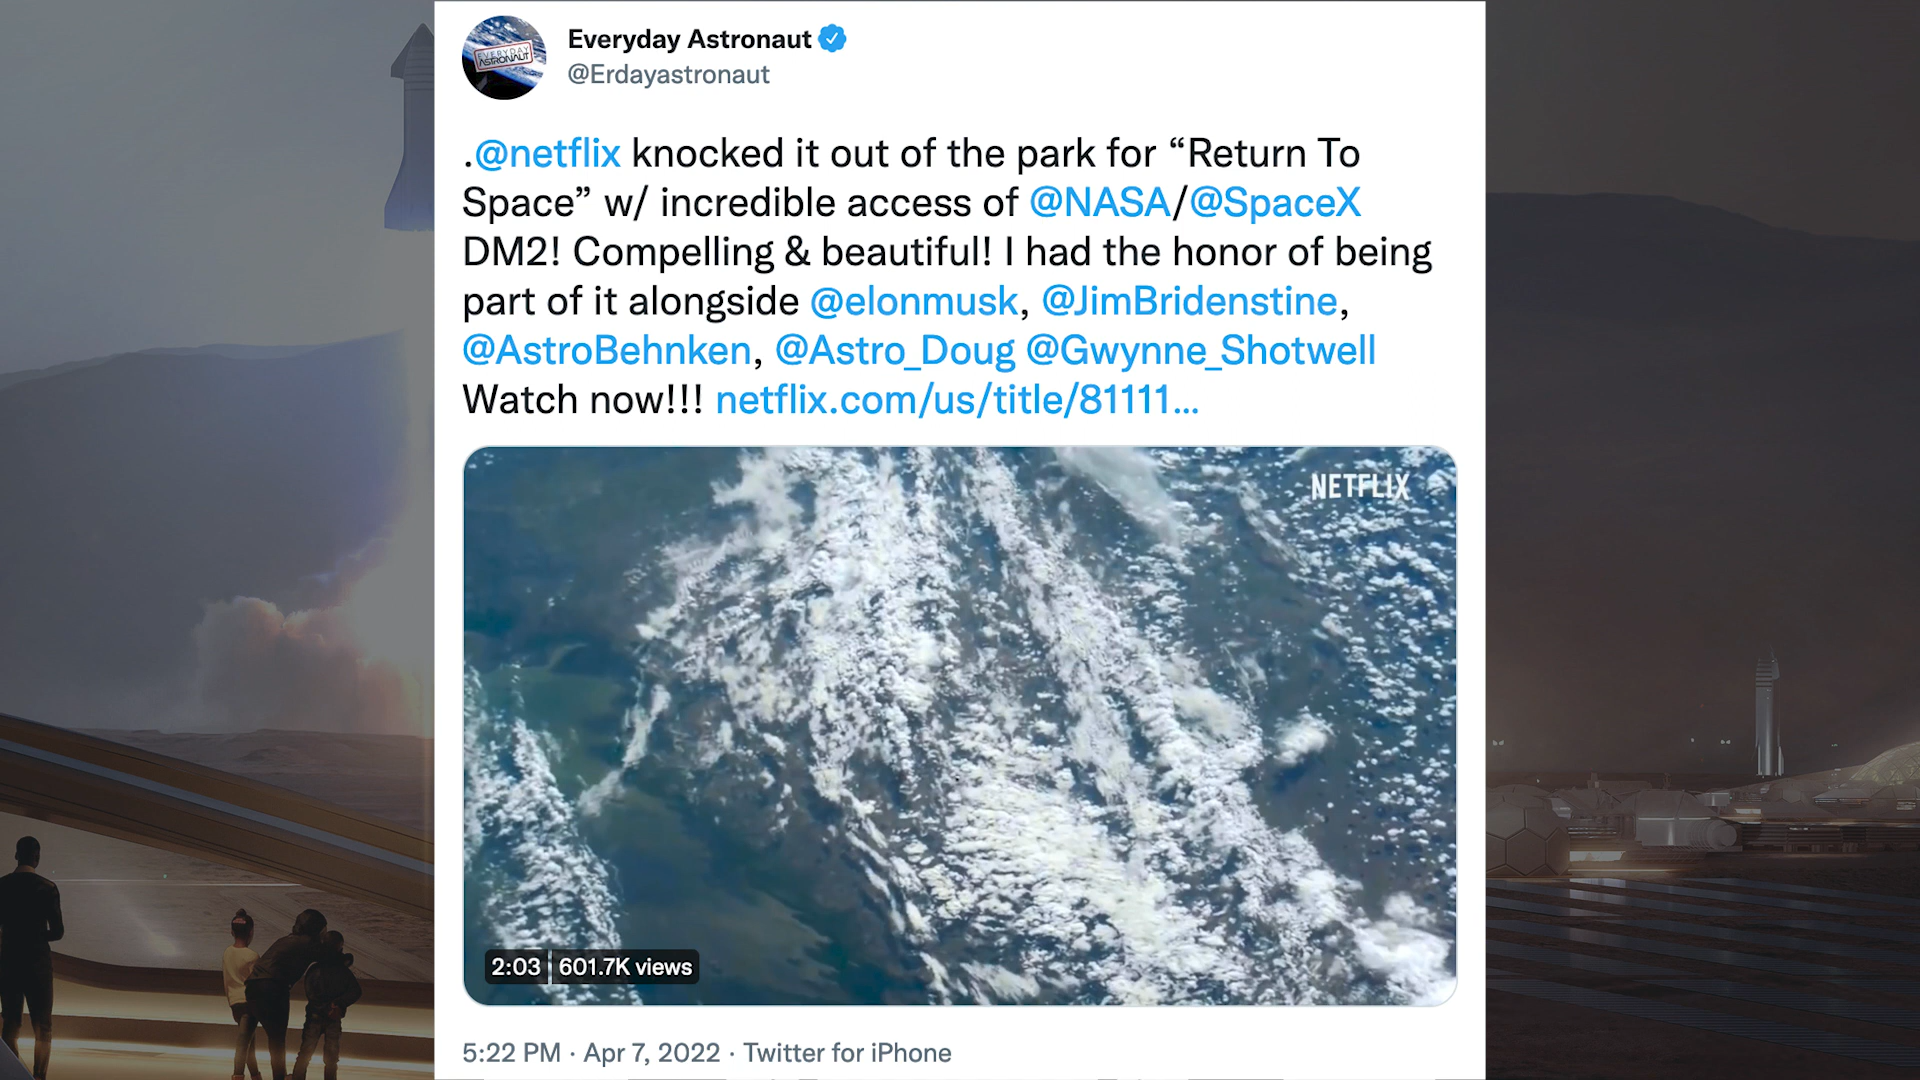 Everyday Astronaut
@Erdayastronaut
EVERYDAY
ASTRONAUT
.@netflix knocked it out of the park for “Return To
Space” w/ incredible access of @NASA/@SpaceX
DM2! Compelling & beautiful! I had the honor of being
part of it alongside @elonmusk, @JimBridenstine,
@AstroBehnken, @Astro_Doug @Gwynne_Shotwell
Watch now!!! netflix.com/us/title/81111…
NETFLIX
2:03 601.7K views
5:22 PM · Apr 7, 2022 · Twitter for iPhone